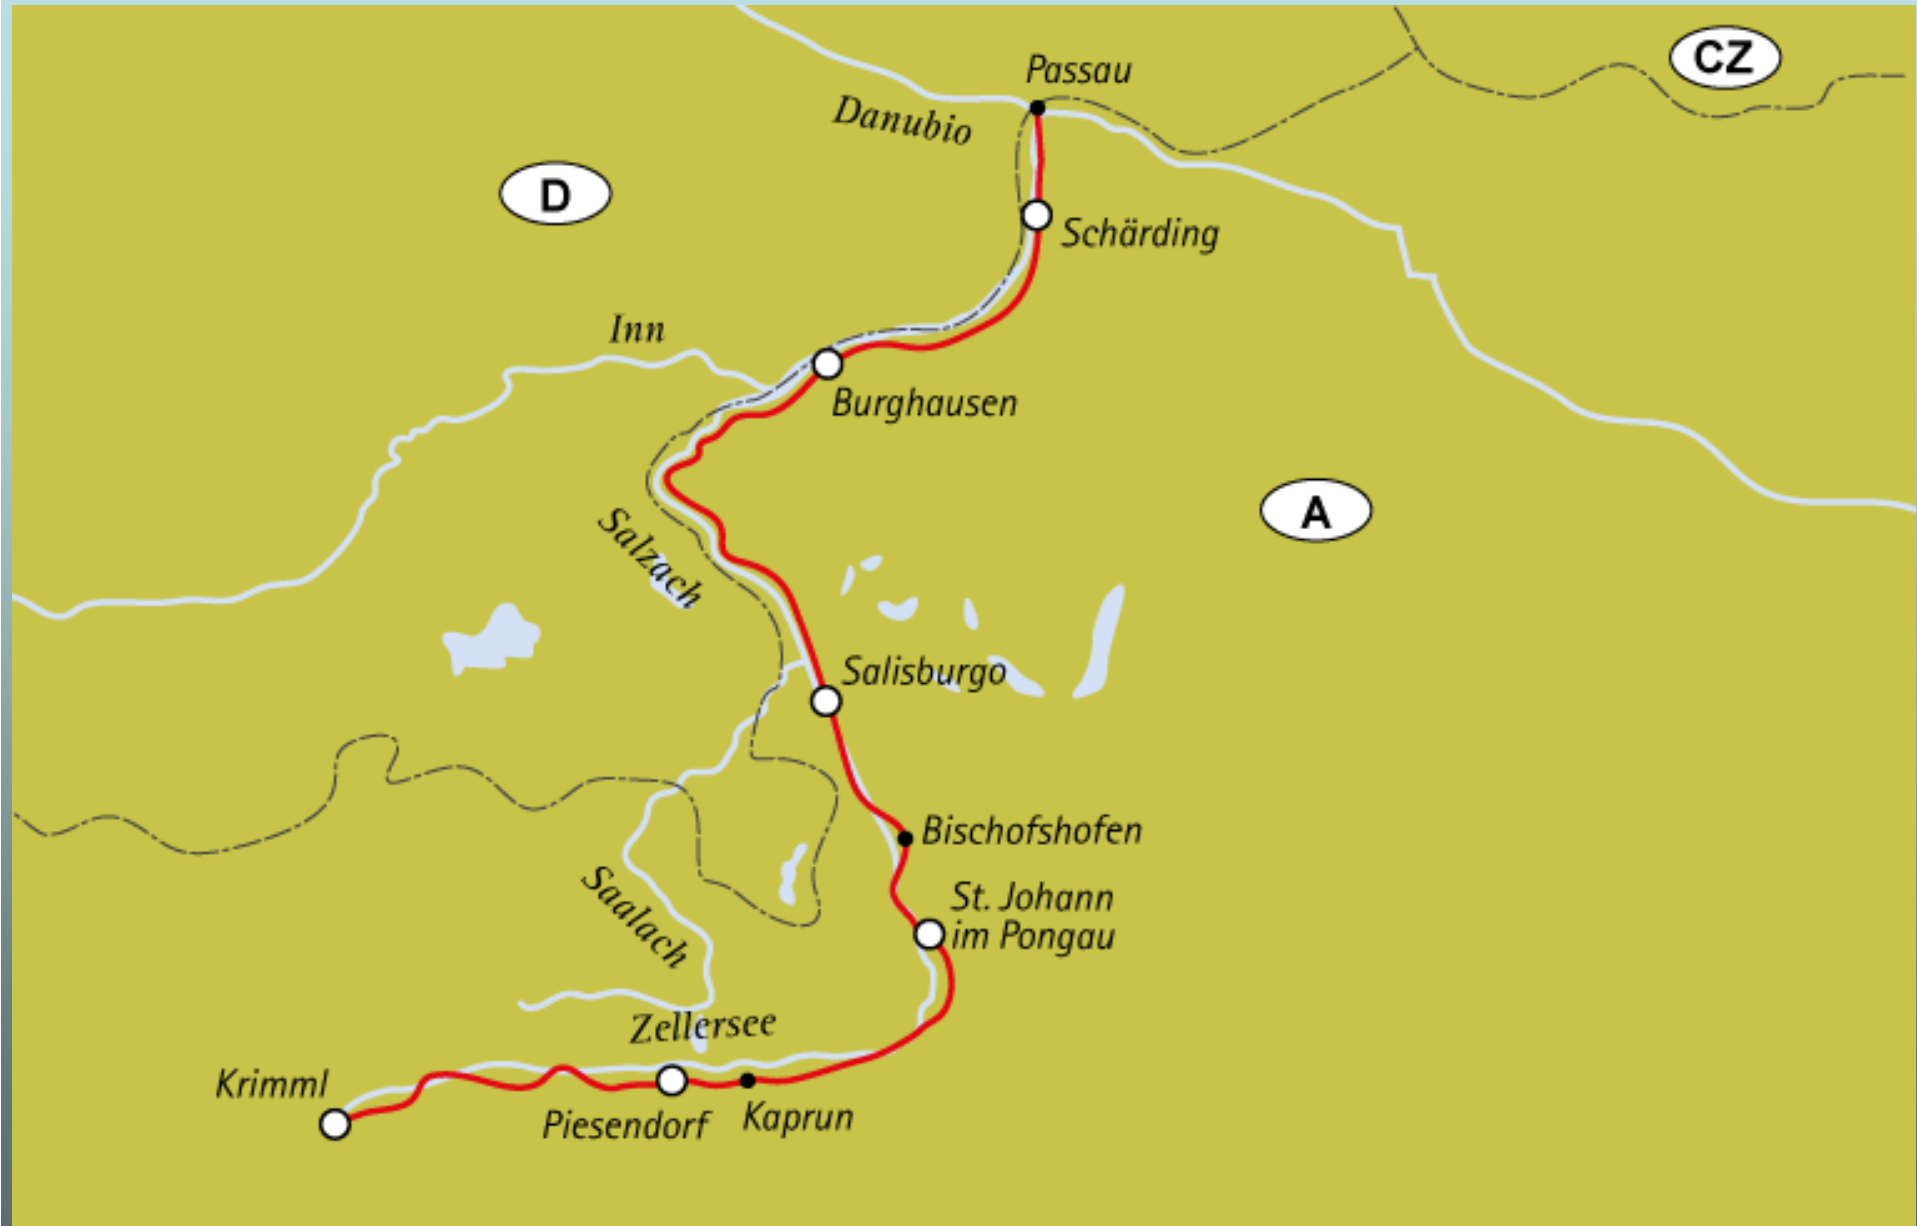 CZ
Passau
Danubio
D
Schärding
Inn
Burghausen
A
Salzach
Salisburgo
Bischofshofen
St. Johann
im Pongau
Saalach
Zellersee
Krimml
Piesendorf
Kaprun